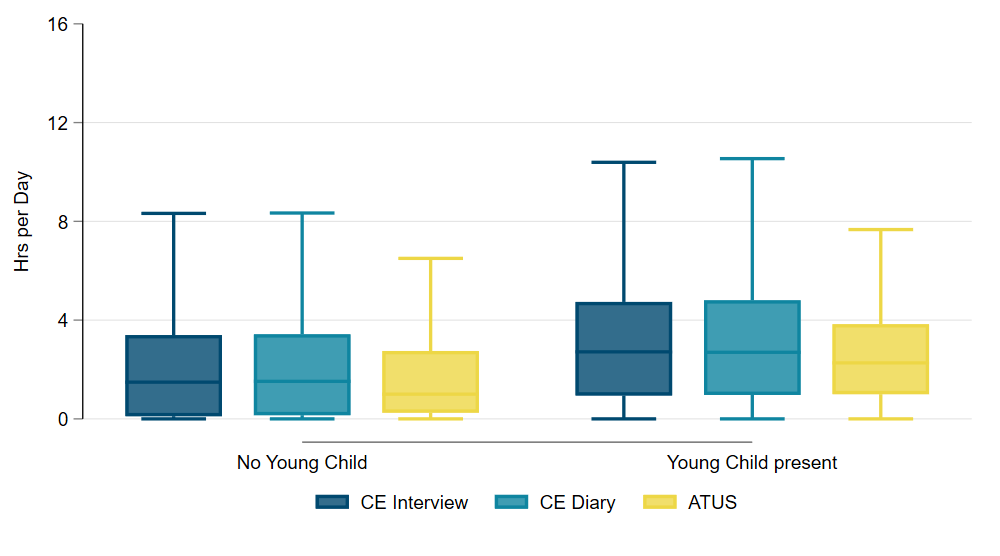 16
12
8
4
0
Hrs per Day
No Young Child
Young Child present
CE Interview
CE Diary
ATUS